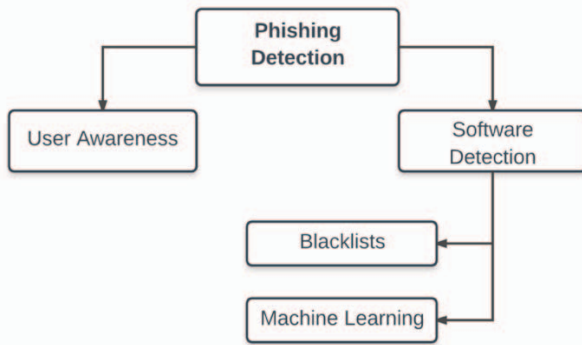 Phishing
Detection
User Awareness
Software
Detection
Blacklists
Machine Learning